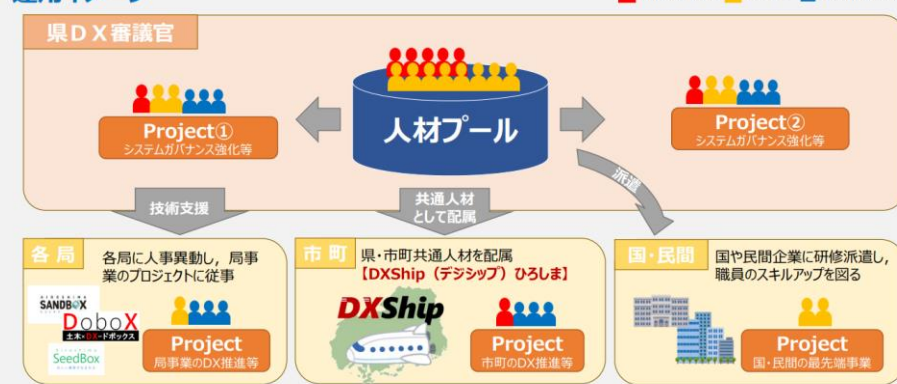 県DX審議官
人材プール
Project①
システムガバナンス強化等
Project②
システムガバナンス強化等
技術支援
共通人材
として配属
派遣
各局
各局に人事異動し，局事
業のプロジェクトに従事
SANDBOX
DoboX
土木×DX=ドボックス
SeedBox
Project
局事業のDX推進等
市町
県・市町共通人材を配属
【DXShip（デジシップ）ひろしま】
DXShip
Project
市町のDX推進等
国・民間
国や民間企業に研修派遣し，
職員のスキルアップを図る
Project
国・民間の最先端事業